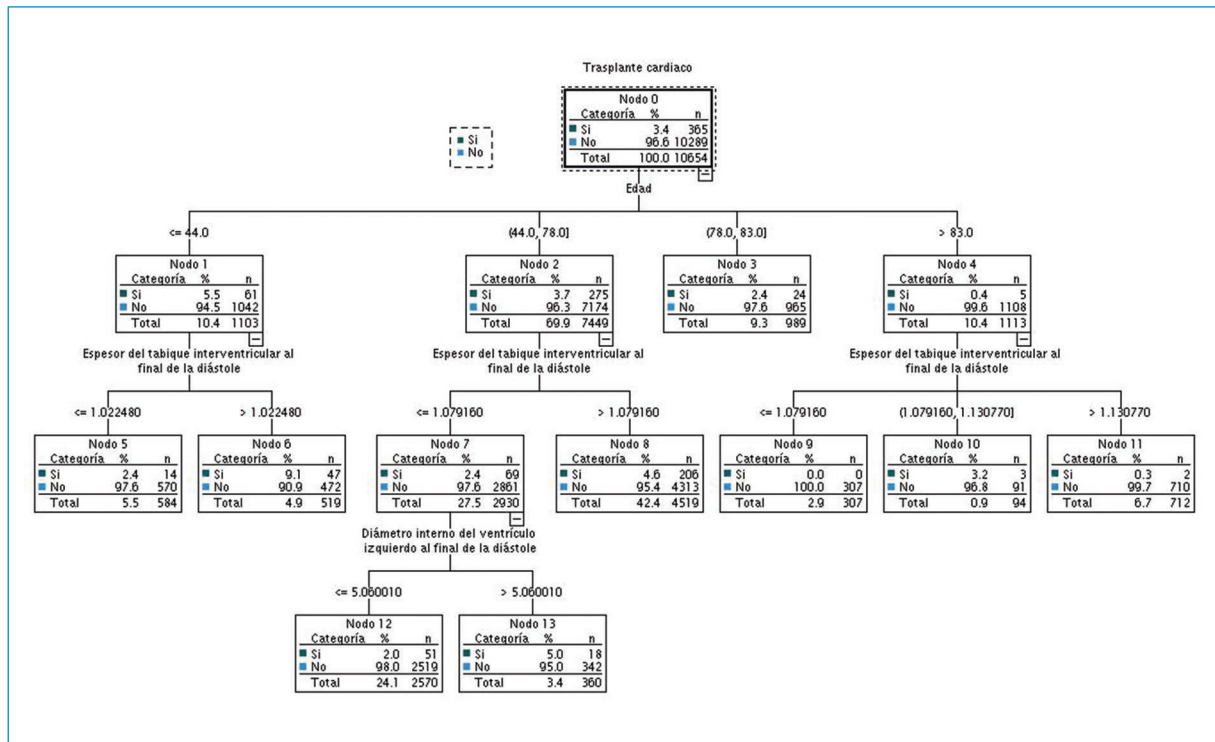 Trasplante cardiaco
Nodo 0
Categoría % n
Si 3.4 365
No 96.6 10289
Total 100.0 10654
Si
No
Edad
<= 44.0
(44.0, 78.0]
(78.0, 83.0]
> 83.0
Nodo 1
Categoría % n
Si 5.5 61
No 94.5 1042
Total 10.4 1103
Nodo 2
Categoría % n
Si 3.7 275
No 96.3 7174
Total 69.9 7449
Nodo 3
Categoría % n
Si 2.4 24
No 97.6 965
Total 9.3 989
Nodo 4
Categoría % n
Si 0.4 5
No 99.6 1108
Total 10.4 1113
Espesor del tabique interventricular al
final de la diástole
Espesor del tabique interventricular al
final de la diástole
Espesor del tabique interventricular al
final de la diástole
<= 1.022480
> 1.022480
<= 1.079160
> 1.079160
<= 1.079160
(1.079160, 1.130770]
> 1.130770
Nodo 5
Categoría % n
Si 2.4 14
No 97.6 570
Total 5.5 584
Nodo 6
Categoría % n
Si 9.1 47
No 90.9 472
Total 4.9 519
Nodo 7
Categoría % n
Si 2.4 69
No 97.6 2861
Total 27.5 2930
Nodo 8
Categoría % n
Si 4.6 206
No 95.4 4313
Total 42.4 4519
Nodo 9
Categoría % n
Si 0.0 0
No 100.0 307
Total 2.9 307
Nodo 10
Categoría % n
Si 3.2 3
No 96.8 91
Total 0.9 94
Nodo 11
Categoría % n
Si 0.3 2
No 99.7 710
Total 6.7 712
Diámetro interno del ventrículo
izquierdo al final de la diástole
<= 5.060010
> 5.060010
Nodo 12
Categoría % n
Si 2.0 51
No 98.0 2519
Total 24.1 2570
Nodo 13
Categoría % n
Si 5.0 18
No 95.0 342
Total 3.4 360